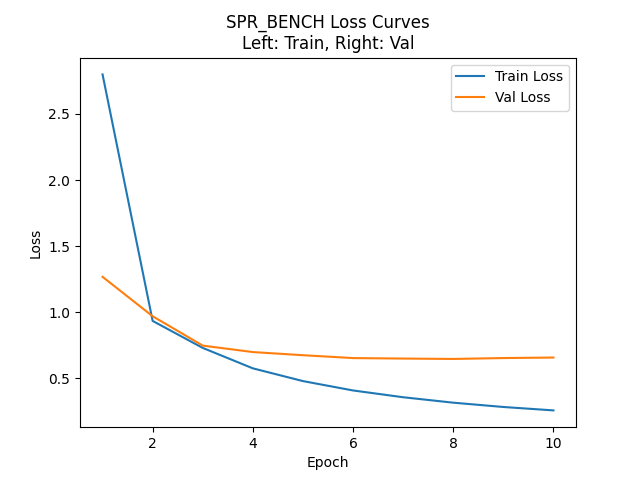 SPR_BENCH Loss Curves
Left: Train, Right: Val
Train Loss
Val Loss
2.5
2.0
1.5
1.0
0.5
Loss
2 4 6 8 10
Epoch